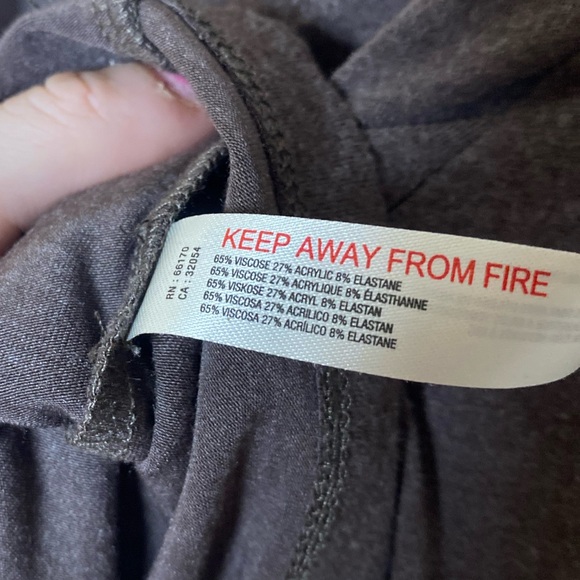 KEEP AWAY FROM FIRE
65% VISCOSE 27% ACRYLIC 8% ELASTANE
65% VISCOSE 27% ACRYLIQUE 8% ÉLASTHANNE
65% VISKOSE 27% ACRYL 8% ELASTAN
65% VISCOSA 27% ACRILICO 8% ELASTAN
65% VISCOSA 27% ACRÍLICO 8% ELASTANE
RN : 66170
CA : 32054